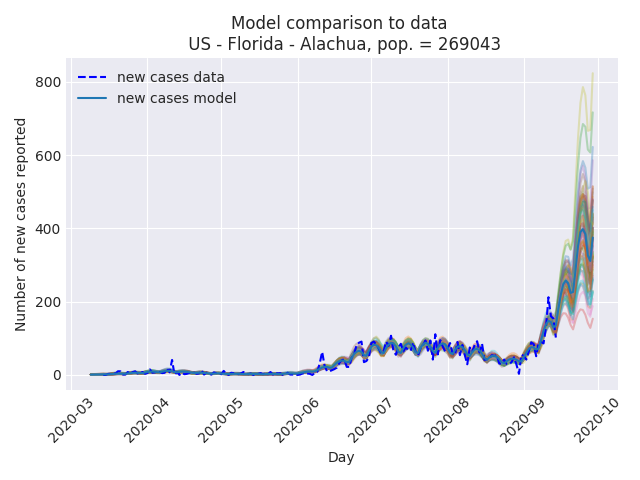 Model comparison to data
US - Florida - Alachua, pop. = 269043
new cases data
new cases model
Number of new cases reported
800
600
400
200
0
2020-03
2020-04
2020-05
2020-06
2020-07
2020-08
2020-09
2020-10
Day